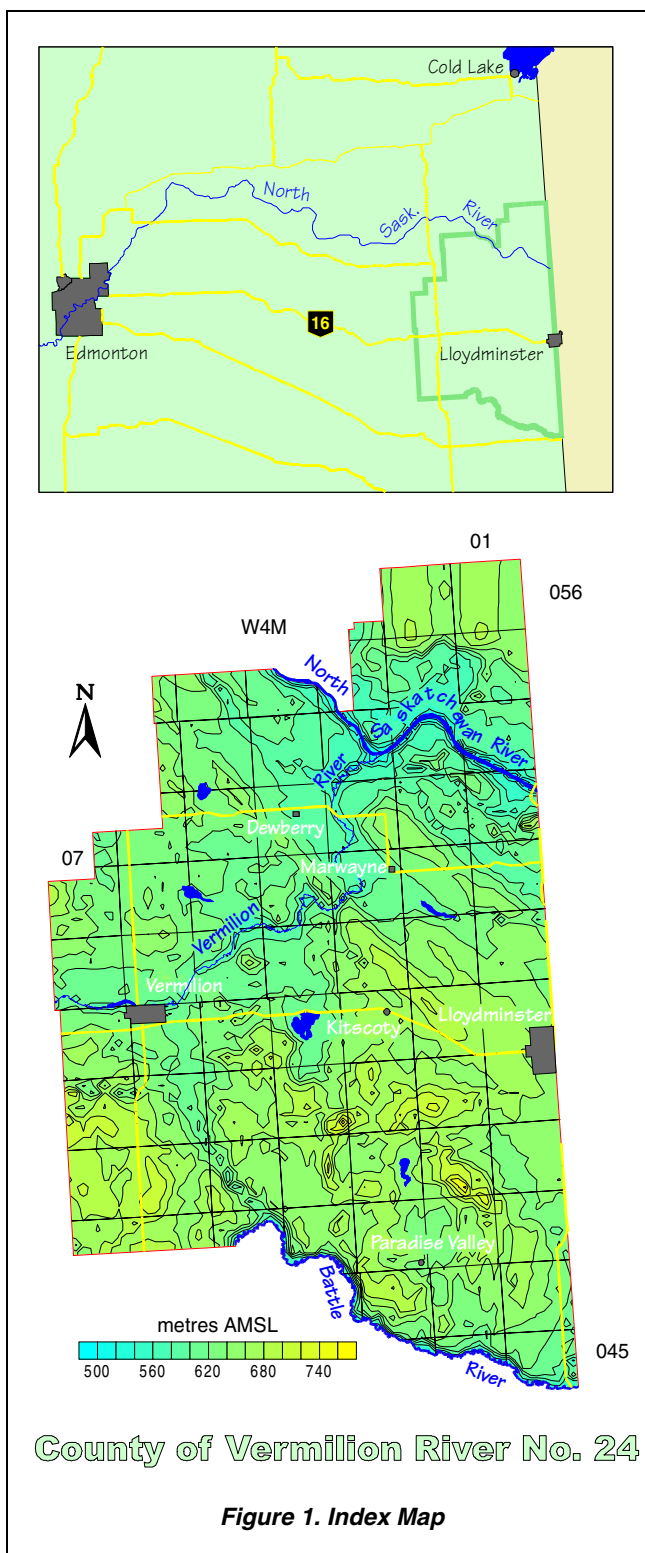 Cold Lake
North
Sask.
River
16
Edmonton
Lloydminster
01
056
W4M
N
North
Saskatchewan River
River
Dewberry
Marwayne
07
Vermilion
Vermilion
Lloydminster
Kitscoty
Paradise Valley
Battle
River
metres AMSL
500 560 620 680 740
045
County of Vermilion River No. 24
Figure 1. Index Map